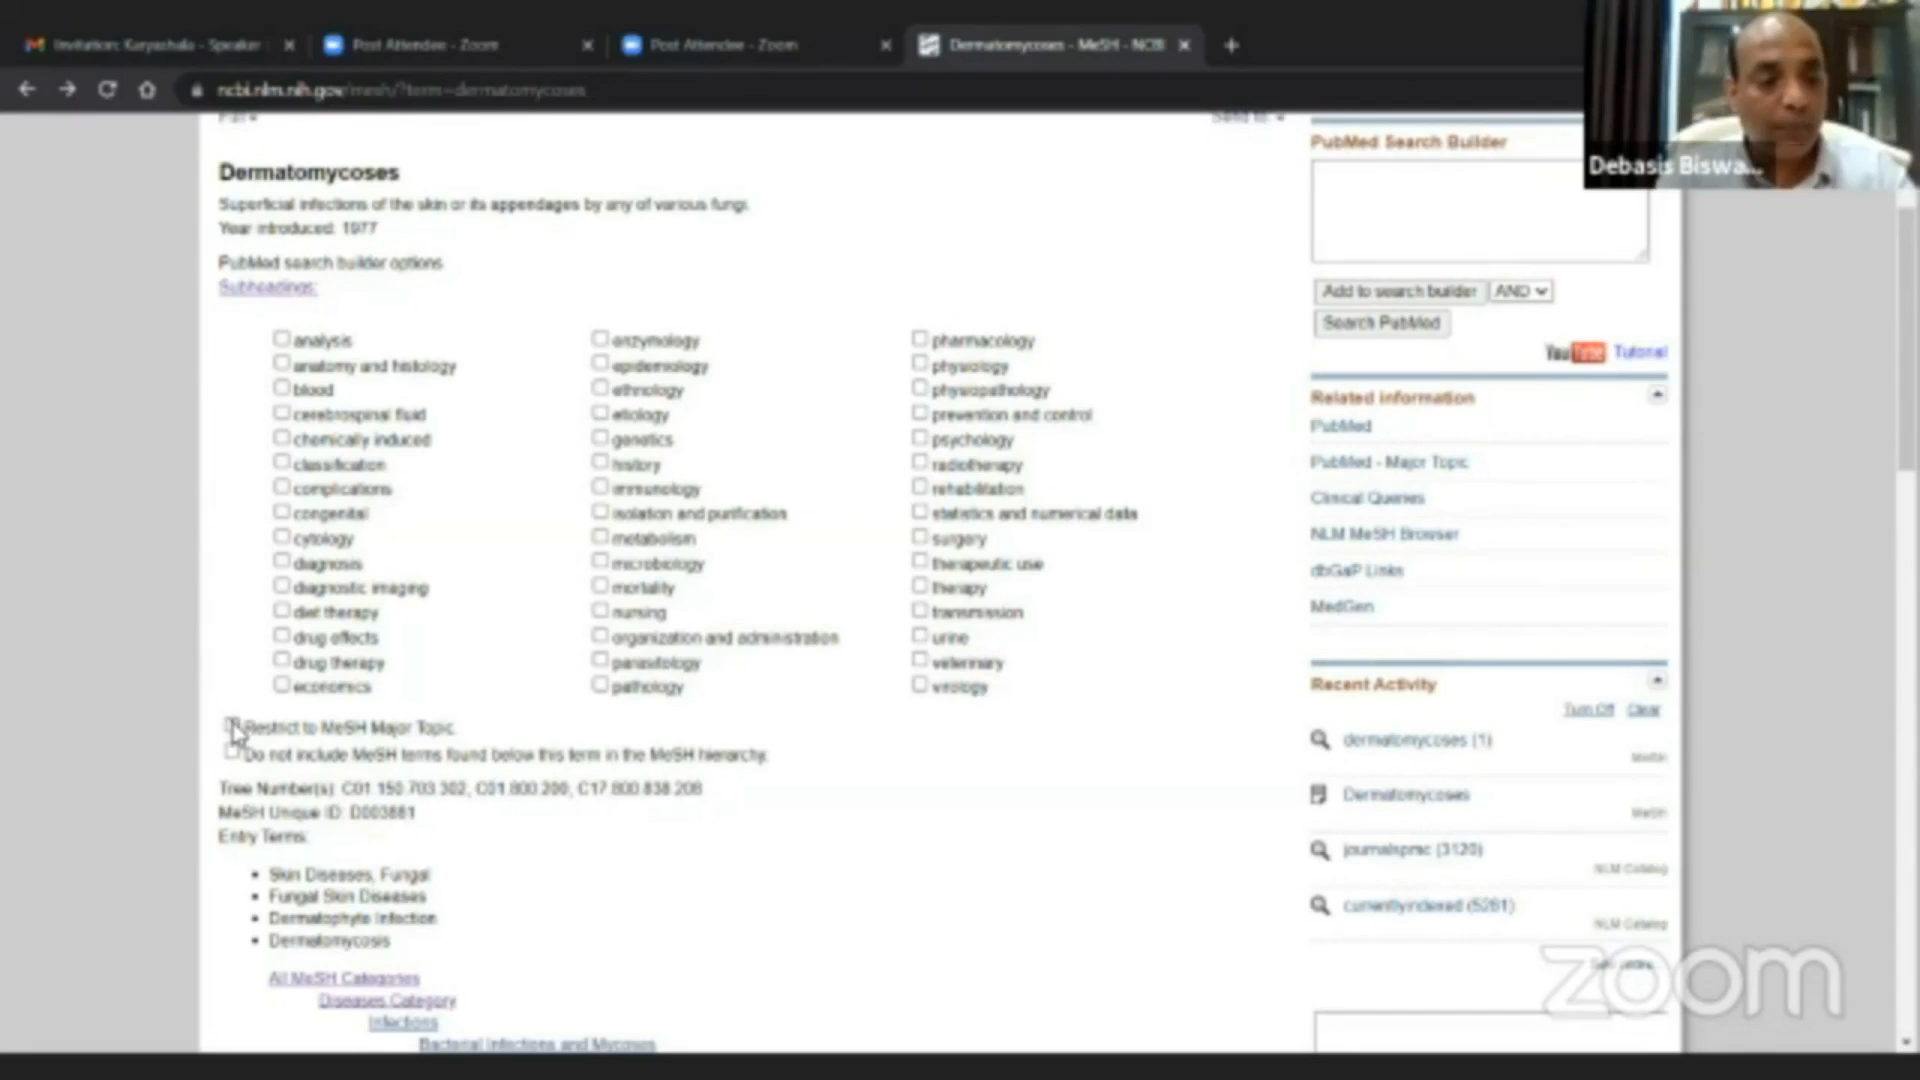 Invitation: Karyashala - Speaker
Post Attendee - Zoom
Post Attendee - Zoom
Dermatomycoses - MeSH - NCBI
ncbi.nlm.nih.gov/mesh/?term=dermatomycoses
Debasis Biswa...
Full
Send to:
Dermatomycoses
Superficial infections of the skin or its appendages by any of various fungi.
Year introduced: 1977
PubMed search builder options
Subheadings:
analysis
anatomy and histology
blood
cerebrospinal fluid
chemically induced
classification
complications
congenital
cytology
diagnosis
diagnostic imaging
diet therapy
drug effects
drug therapy
economics
enzymology
epidemiology
ethnology
etiology
genetics
history
immunology
isolation and purification
metabolism
microbiology
mortality
nursing
organization and administration
parasitology
pathology
pharmacology
physiology
physiopathology
prevention and control
psychology
radiotherapy
rehabilitation
statistics and numerical data
surgery
therapeutic use
therapy
transmission
urine
veterinary
virology
Restrict to MeSH Major Topic.
Do not include MeSH terms found below this term in the MeSH hierarchy.
Tree Number(s): C01.150.703.302, C01.800.200, C17.800.838.208
MeSH Unique ID: D003881
Entry Terms:
Skin Diseases, Fungal
Fungal Skin Diseases
Dermatophyte Infection
Dermatomycosis
All MeSH Categories
Diseases Category
Infections
Bacterial Infections and Mycoses
PubMed Search Builder
Add to search builder AND
Search PubMed
YouTube Tutorial
Related information
PubMed
PubMed - Major Topic
Clinical Queries
NLM MeSH Browser
dbGaP Links
MedGen
Recent Activity
Turn Off Clear
dermatomycoses (1)
MeSH
Dermatomycoses
MeSH
journalspmc (3120)
NLM Catalog
currentlyindexed (5281)
NLM Catalog
See more...
zoom